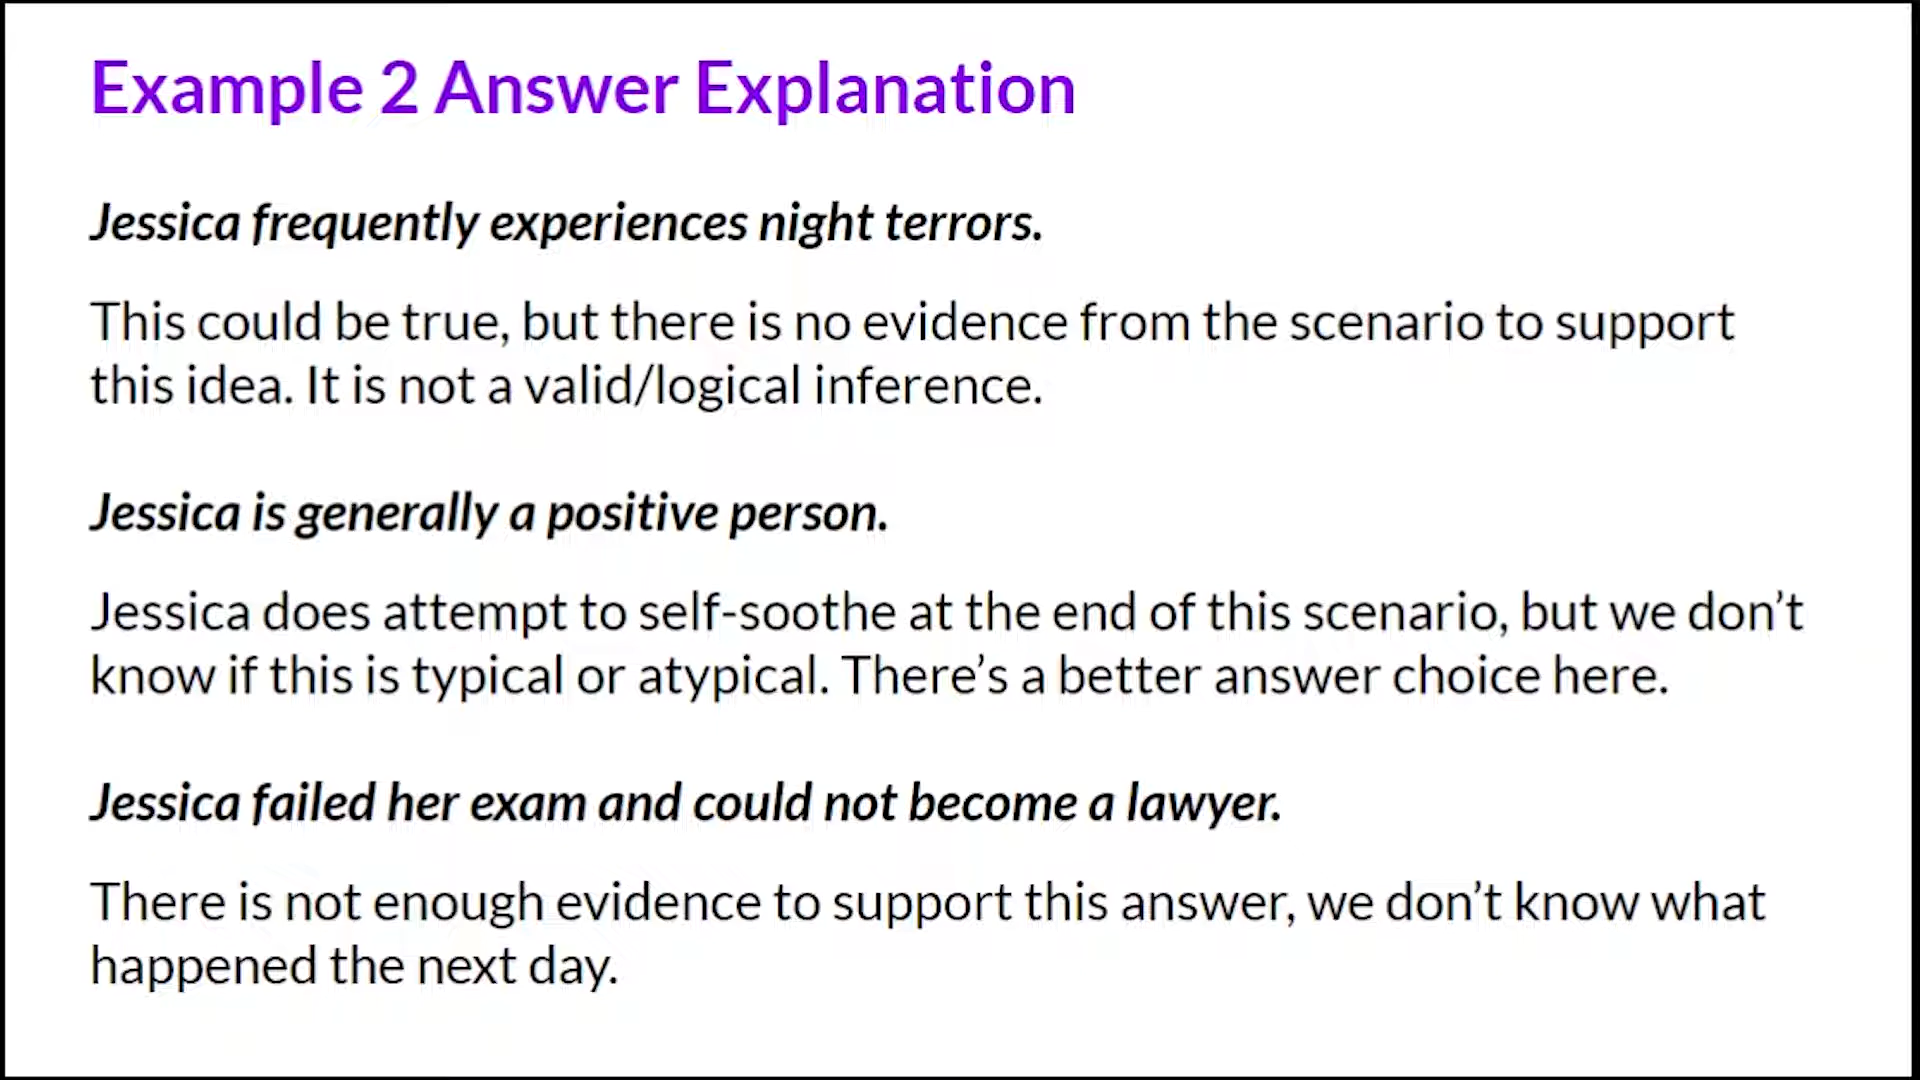 Example 2 Answer Explanation
Jessica frequently experiences night terrors.
This could be true, but there is no evidence from the scenario to support
this idea. It is not a valid/logical inference.
Jessica is generally a positive person.
Jessica does attempt to self-soothe at the end of this scenario, but we don’t
know if this is typical or atypical. There’s a better answer choice here.
Jessica failed her exam and could not become a lawyer.
There is not enough evidence to support this answer, we don’t know what
happened the next day.